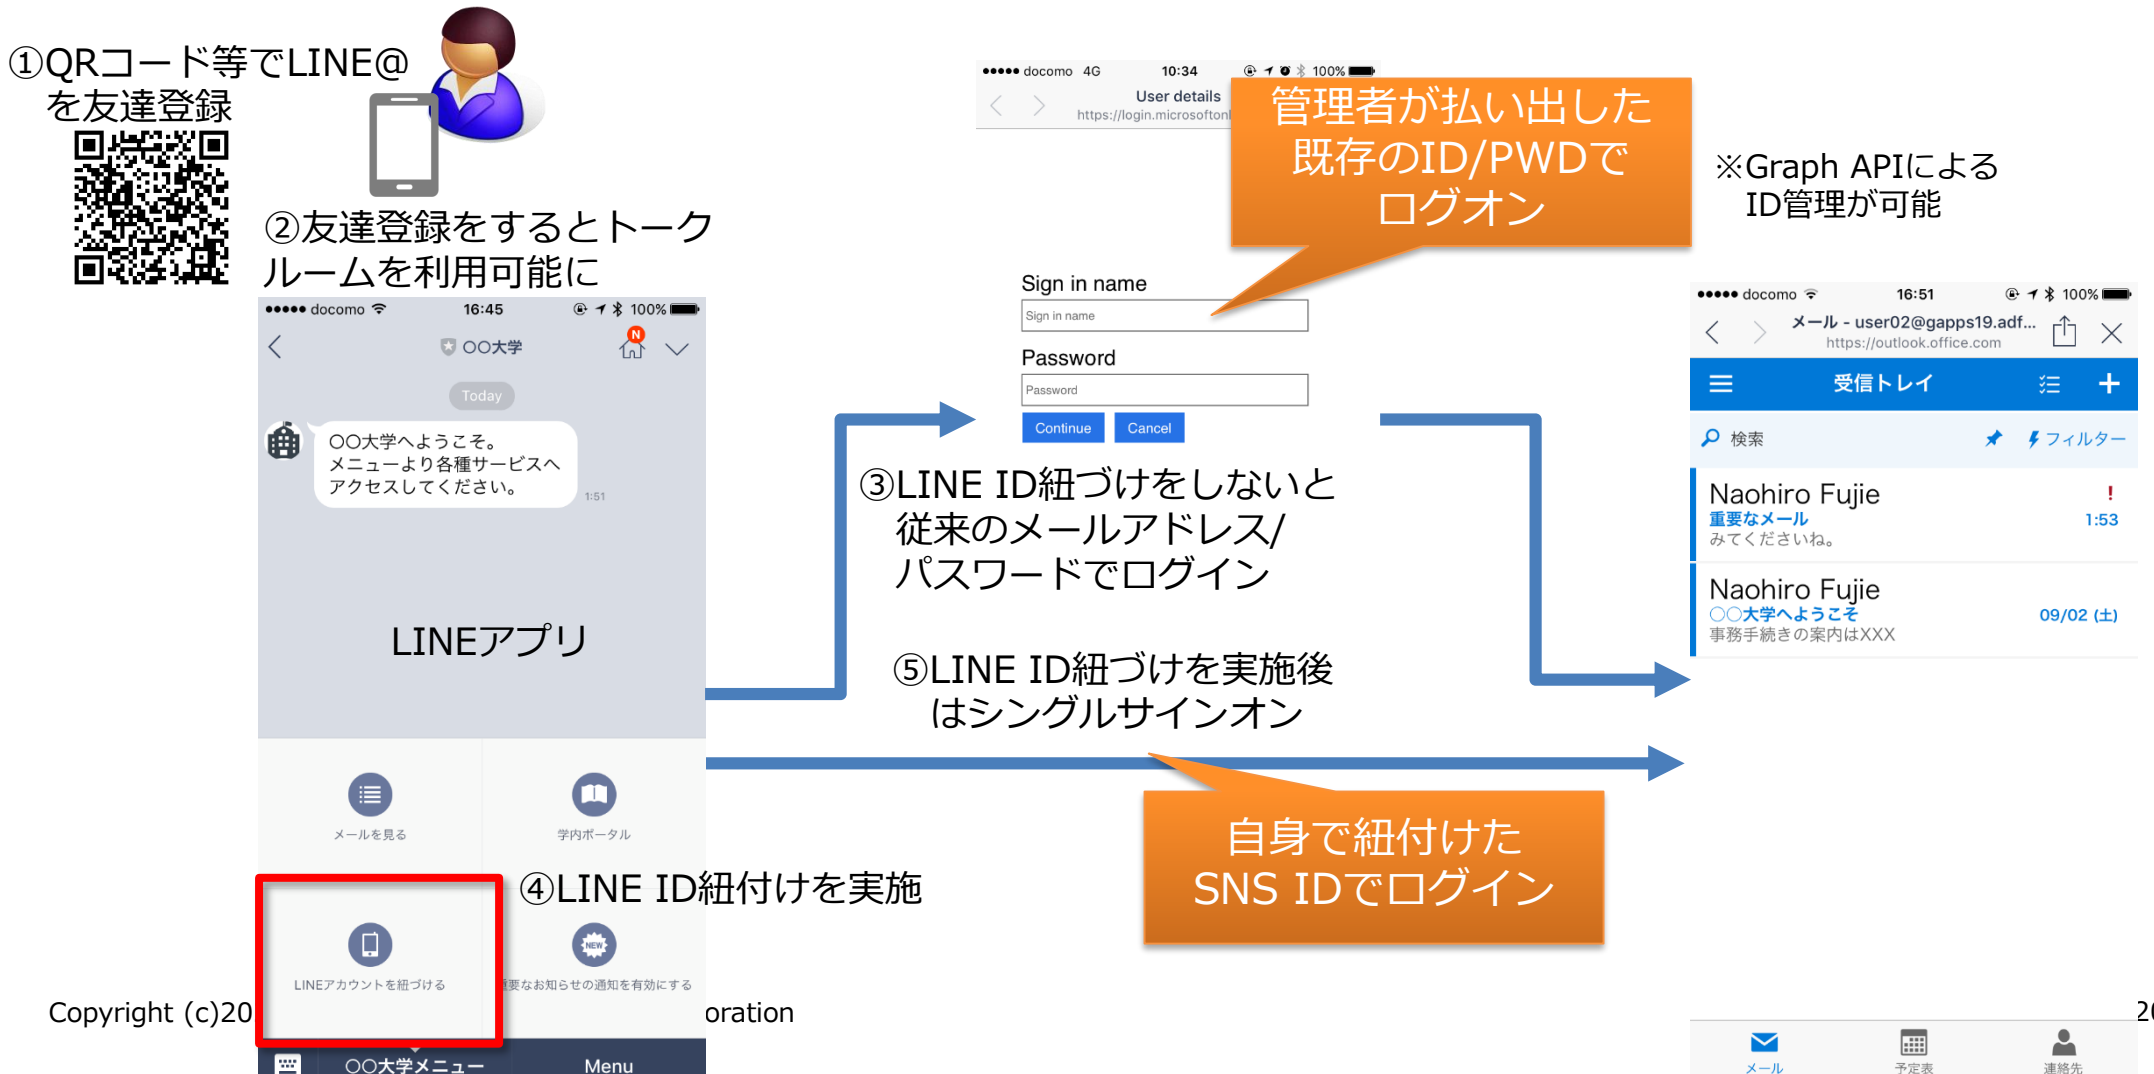 ①QRコード等でLINE@
を友達登録
②友達登録をするとトーク
ルームを利用可能に
docomo
16:45
100%
〇〇大学
N
Today
〇〇大学へようこそ。
メニューより各種サービスへ
アクセスしてください。
1:51
LINEアプリ
メールを見る
学内ポータル
④LINE ID紐付けを実施
NEW
LINEアカウントを紐づける
要なお知らせの通知を有効にする
〇〇大学メニュー
Menu
docomo 4G
10:34
100%
User details
https://login.microsofton
管理者が払い出した
既存のID/PWDで
ログオン
Sign in name
Sign in name
Password
Password
Continue
Cancel
③LINE ID紐づけをしないと
従来のメールアドレス/
パスワードでログイン
⑤LINE ID紐づけを実施後
はシングルサインオン
自身で紐付けた
SNS IDでログイン
※Graph APIによる
ID管理が可能
docomo
16:51
100%
メール - user02@gapps19.adf...
https://outlook.office.com
受信トレイ
検索
フィルター
Naohiro Fujie
!
重要なメール
1:53
みてくださいね。
Naohiro Fujie
〇〇大学へようこそ
09/02 (土)
事務手続きの案内はXXX
メール
予定表
連絡先
Copyright (c)20
oration